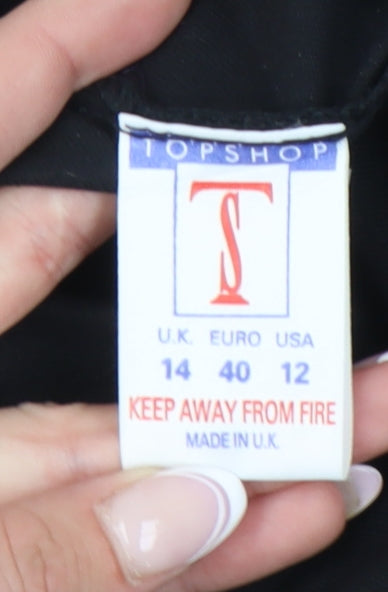 TOPSHOP
TS
U.K. EURO USA
14 40 12
KEEP AWAY FROM FIRE
MADE IN U.K.